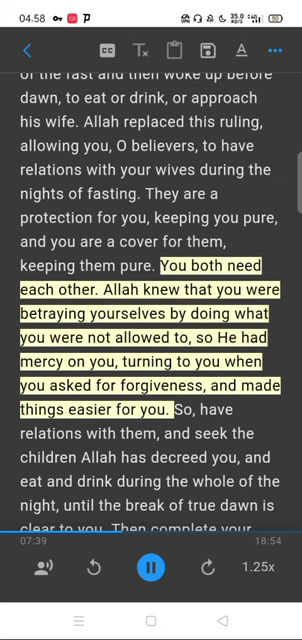 04.58
35.0
KB/S
80
CC
of the fast and then woke up before
dawn, to eat or drink, or approach
his wife. Allah replaced this ruling,
allowing you, O believers, to have
relations with your wives during the
nights of fasting. They are a
protection for you, keeping you pure,
and you are a cover for them,
keeping them pure. You both need
each other. Allah knew that you were
betraying yourselves by doing what
you were not allowed to, so He had
mercy on you, turning to you when
you asked for forgiveness, and made
things easier for you. So, have
relations with them, and seek the
children Allah has decreed you, and
eat and drink during the whole of the
night, until the break of true dawn is
clear to you. Then complete your
07:39
18:54
1.25x